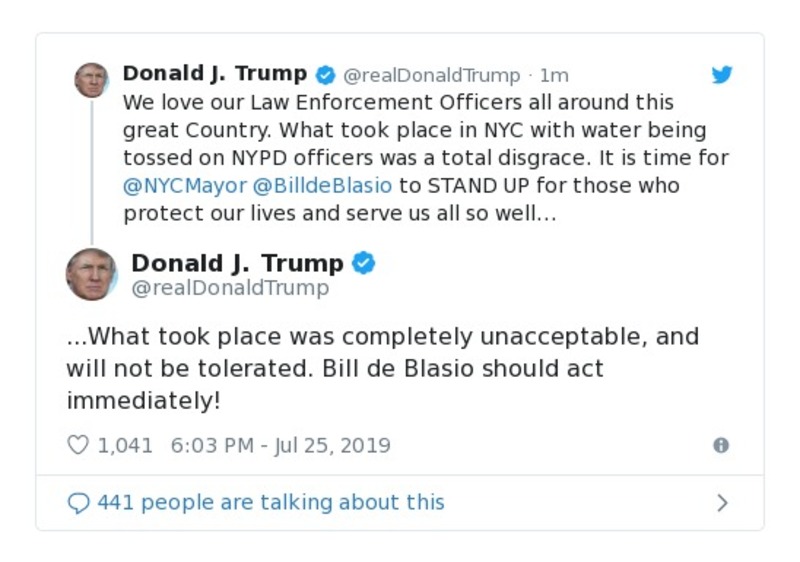 Donald J. Trump @realDonaldTrump · 1m
We love our Law Enforcement Officers all around this
great Country. What took place in NYC with water being
tossed on NYPD officers was a total disgrace. It is time for
@NYCMayor @BilldeBlasio to STAND UP for those who
protect our lives and serve us all so well...
Donald J. Trump
@realDonaldTrump
...What took place was completely unacceptable, and
will not be tolerated. Bill de Blasio should act
immediately!
1,041 6:03 PM - Jul 25, 2019
441 people are talking about this